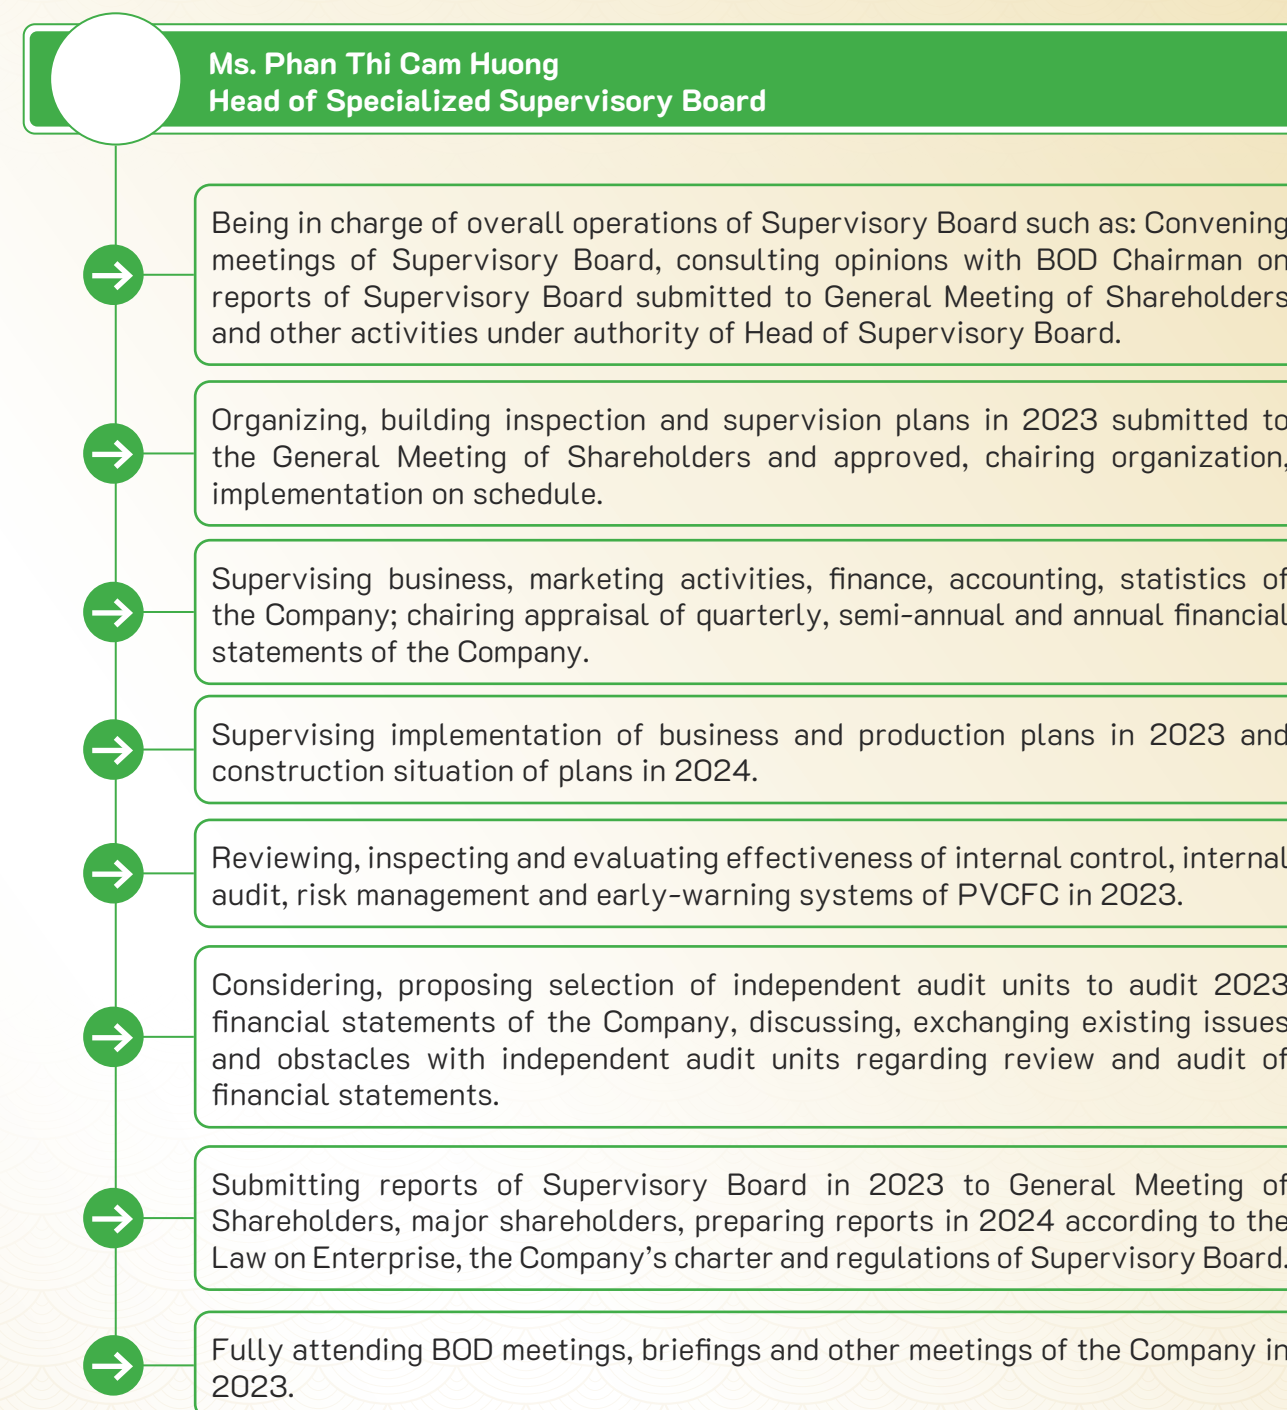 Ms. Phan Thi Cam Huong
Head of Specialized Supervisory Board
Being in charge of overall operations of Supervisory Board such as: Convening
meetings of Supervisory Board, consulting opinions with BOD Chairman on
reports of Supervisory Board submitted to General Meeting of Shareholders
and other activities under authority of Head of Supervisory Board.
Organizing, building inspection and supervision plans in 2023 submitted to
the General Meeting of Shareholders and approved, chairing organization,
implementation on schedule.
Supervising business, marketing activities, finance, accounting, statistics of
the Company; chairing appraisal of quarterly, semi-annual and annual financial
statements of the Company.
Supervising implementation of business and production plans in 2023 and
construction situation of plans in 2024.
Reviewing, inspecting and evaluating effectiveness of internal control, internal
audit, risk management and early-warning systems of PVCFC in 2023.
Considering, proposing selection of independent audit units to audit 2023
financial statements of the Company, discussing, exchanging existing issues
and obstacles with independent audit units regarding review and audit of
financial statements.
Submitting reports of Supervisory Board in 2023 to General Meeting of
Shareholders, major shareholders, preparing reports in 2024 according to the
Law on Enterprise, the Company’s charter and regulations of Supervisory Board.
Fully attending BOD meetings, briefings and other meetings of the Company in
2023.